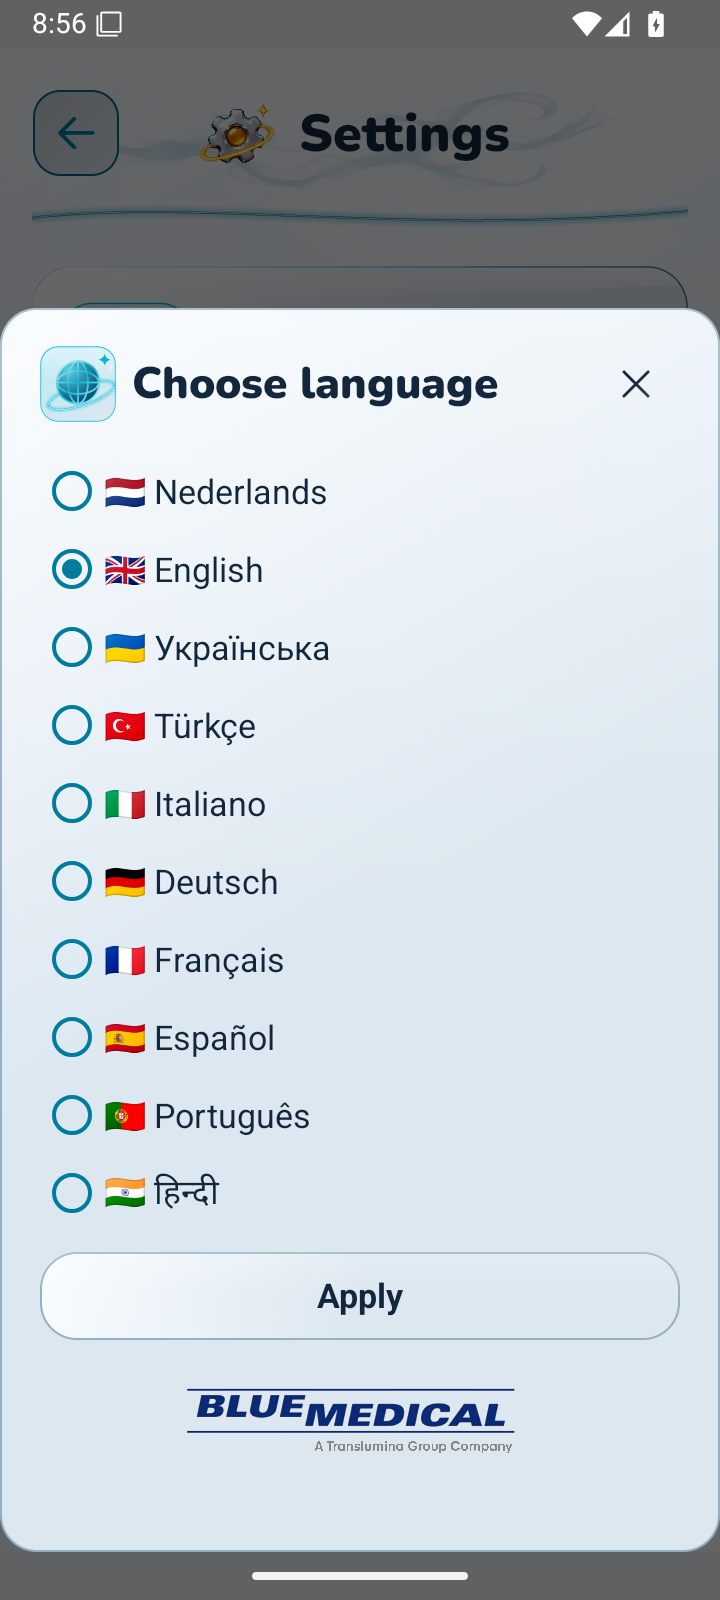 8:56
Settings
Choose language
Nederlands
English
Українська
Türkçe
Italiano
Deutsch
Français
Español
Português
हिन्दी
Apply
BLUEMEDICAL
A Translumina Group Company